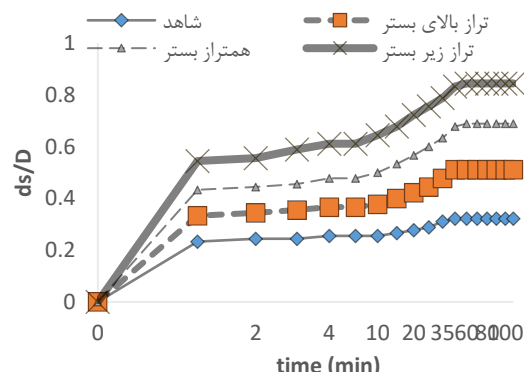 شاهد
تراز بالای بستر
همتراز بستر
تراز زیر بستر
1
0.8
0.6
0.4
0.2
0
ds/D
0 2 4 10 20 35 60 80 100
time (min)